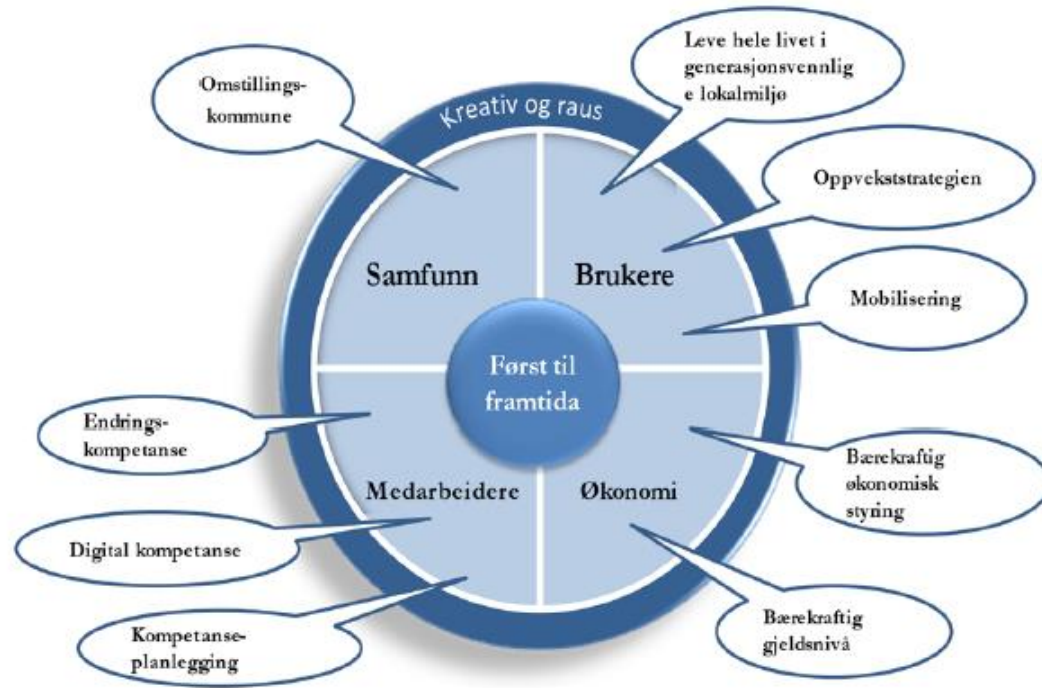 Omstillings-
kommune
Leve hele livet i
generasjonsvennlig
e lokalmiljø
Kreativ og raus
Oppvekststrategien
Samfunn
Brukere
Mobilisering
Først til
framtida
Endrings-
kompetanse
Bærekraftig
økonomisk
styring
Medarbeidere
Økonomi
Digital kompetanse
Kompetanse-
planlegging
Bærekraftig
gjeldsnivå